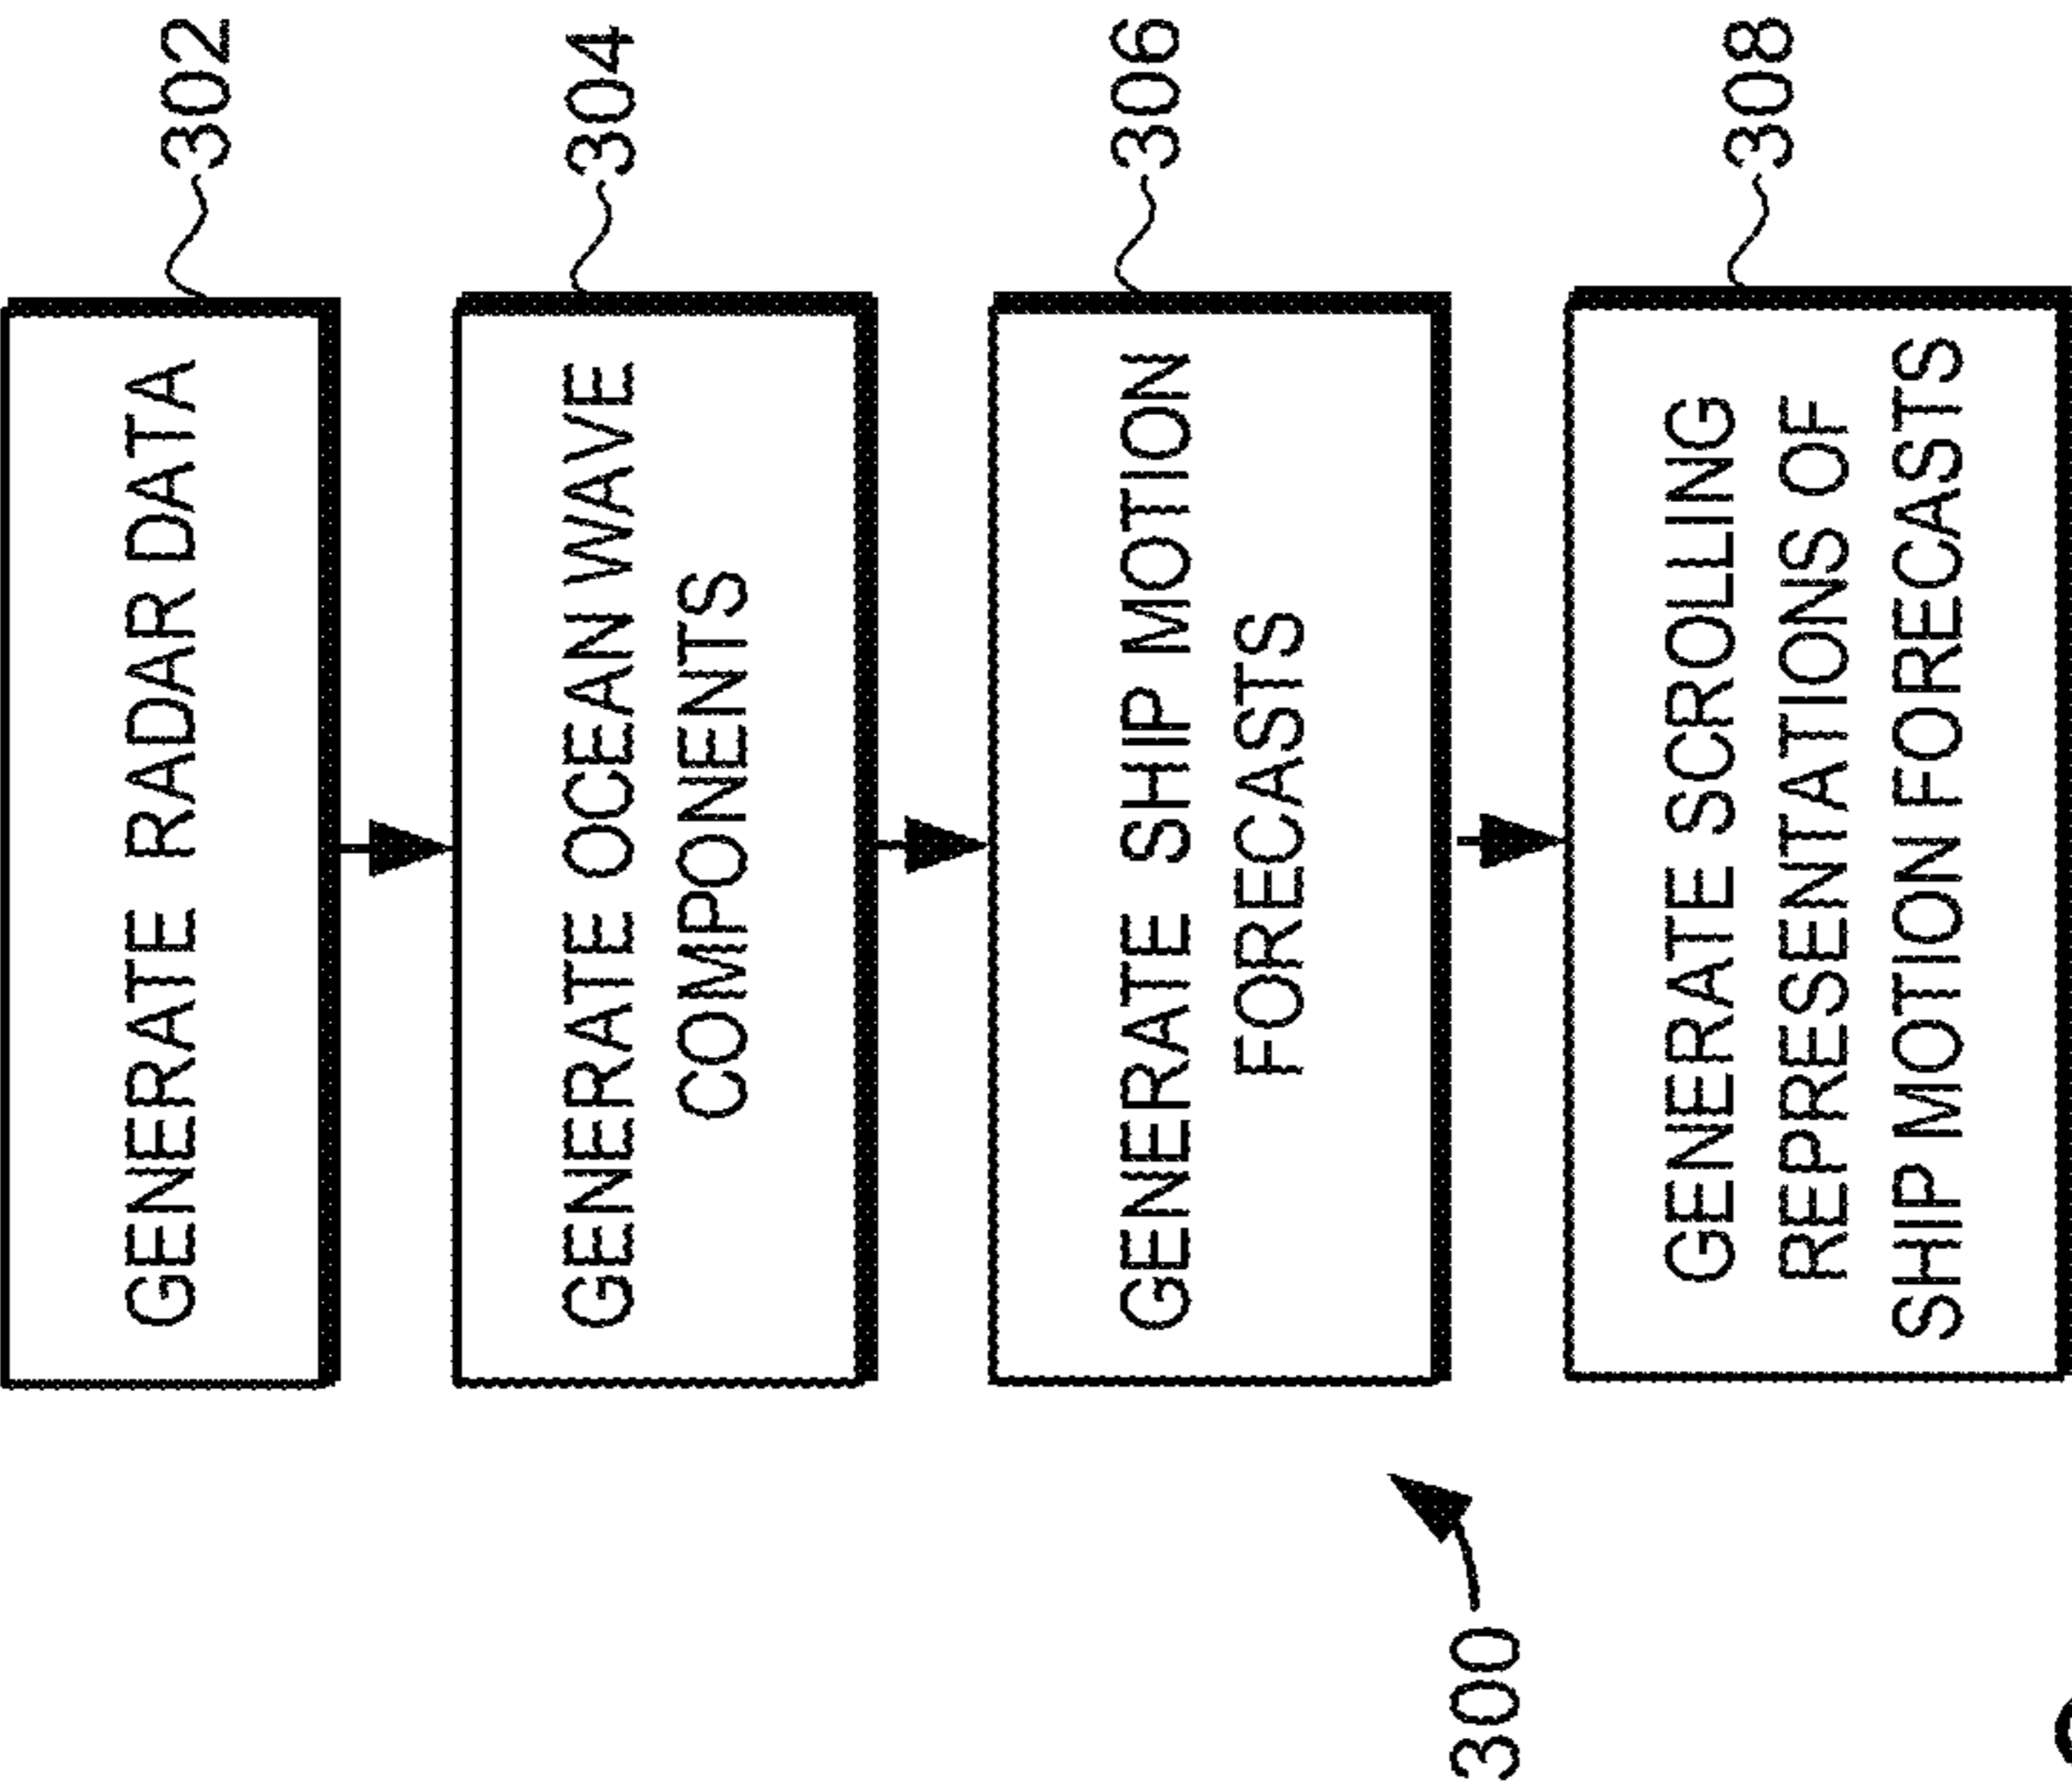 GENERATE RADAR DATA
302
GENERATE OCEAN WAVE
COMPONENTS
304
GENERATE SHIP MOTION
FORECASTS
306
GENERATE SCROLLING
REPRESENTATIONS OF
SHIP MOTION FORECASTS
308
300